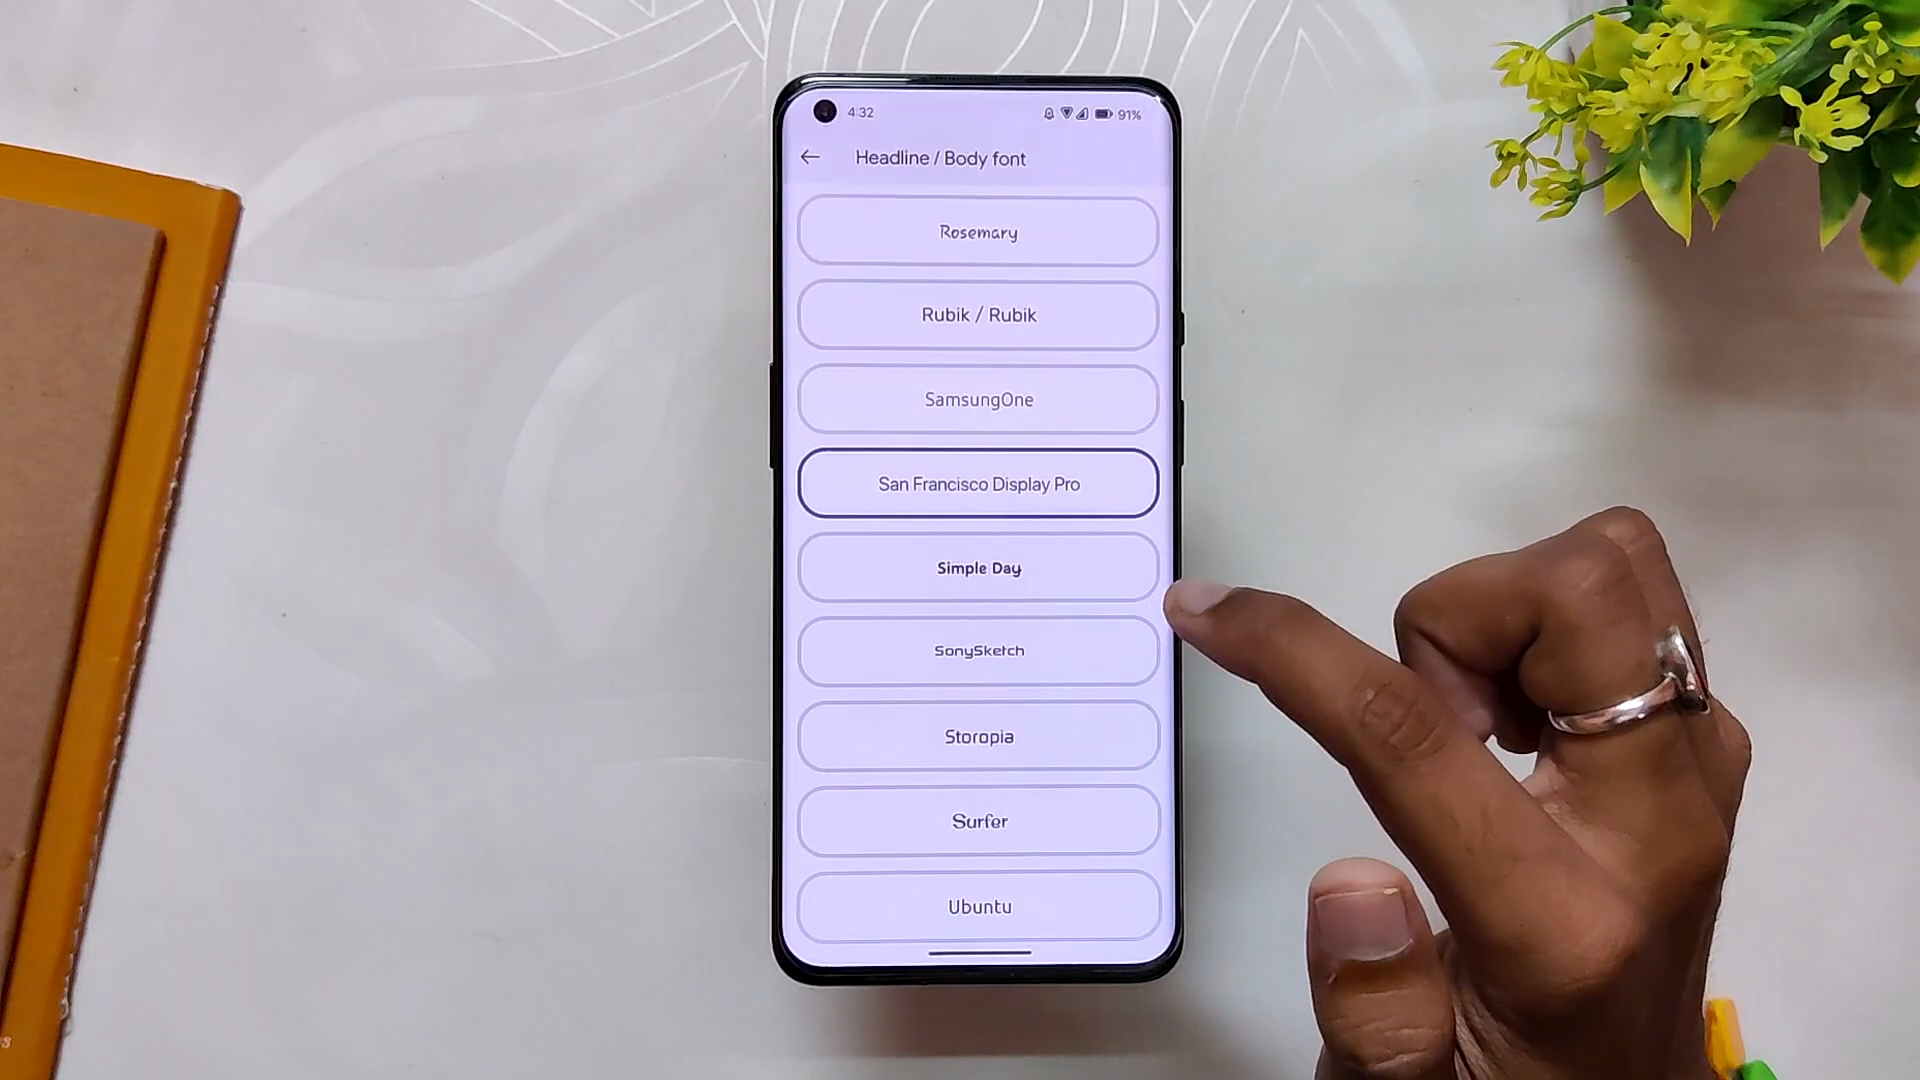 4:32
91%
Headline / Body font
Rosemary
Rubik / Rubik
SamsungOne
San Francisco Display Pro
Simple Day
SonySketch
Storopia
Surfer
Ubuntu